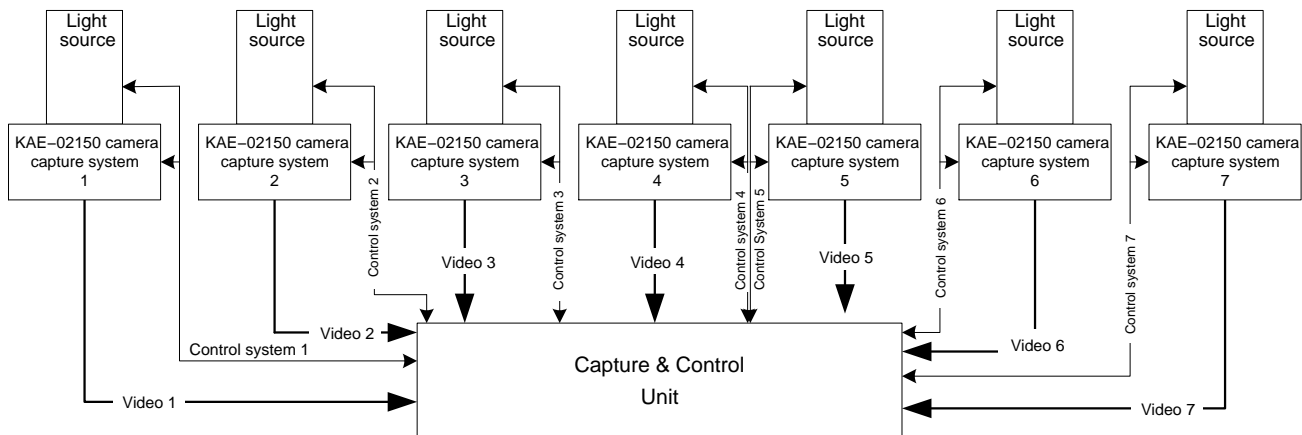 Light
source
Light
source
Light
source
Light
source
Light
source
Light
source
Light
source
KAE−02150 camera
capture system
1
KAE−02150 camera
capture system
2
KAE−02150 camera
capture system
3
KAE−02150 camera
capture system
4
KAE−02150 camera
capture system
5
KAE−02150 camera
capture system
6
KAE−02150 camera
capture system
7
Control system 2
Control system 3
Control system 4
Control System 5
Control system 6
Control system 7
Video 3
Video 4
Video 5
Video 2
Control system 1
Video 6
Video 1
Video 7
Capture & Control
Unit